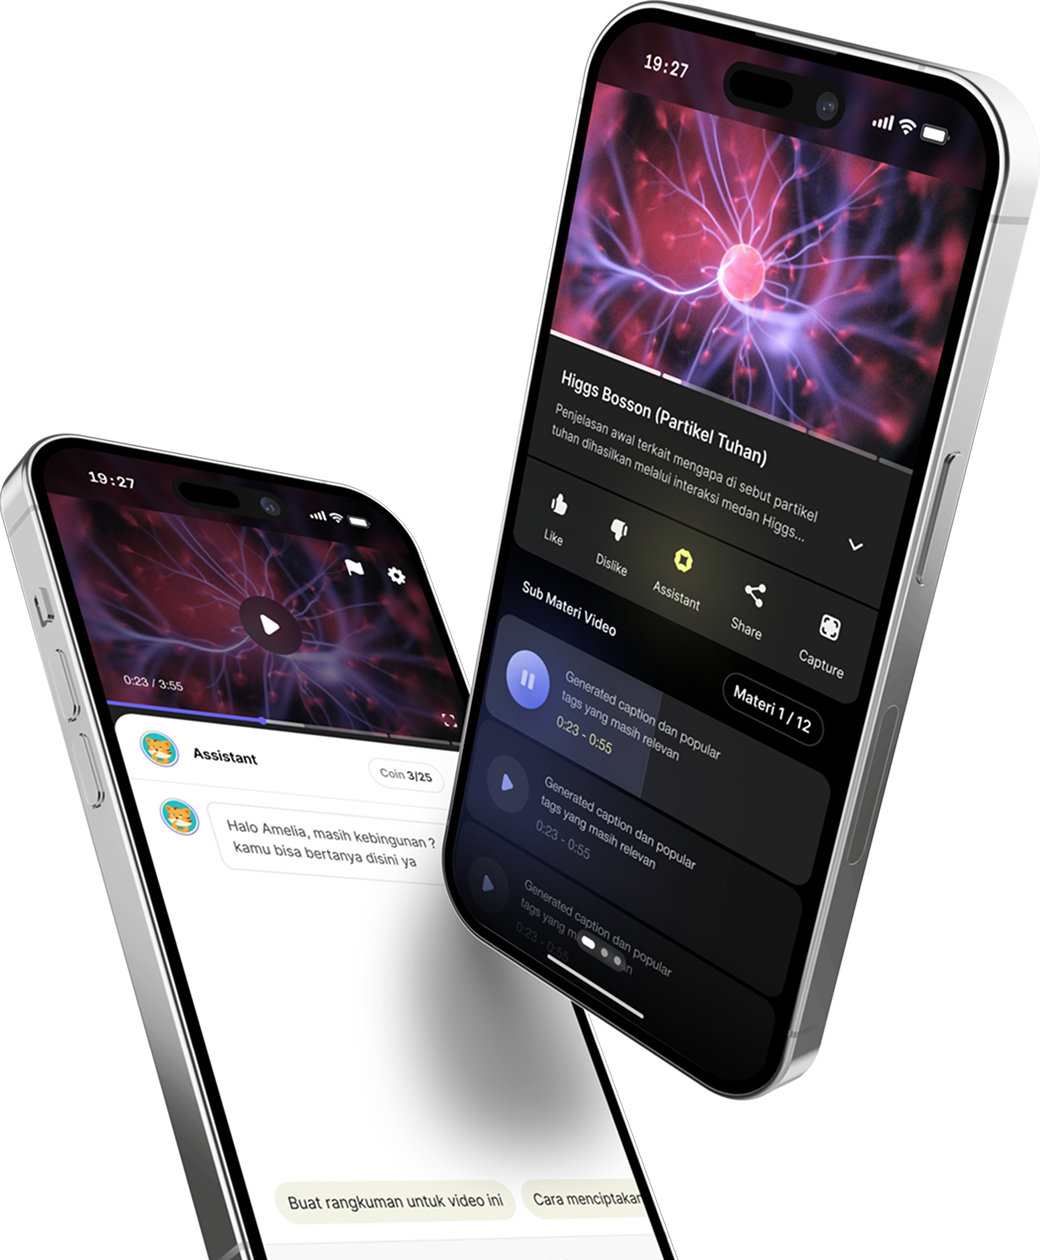 19:27
Higgs Bosson (Partikel Tuhan)
Penjelasan awal terkait mengapa di sebut partikel
tuhan dihasilkan melalui interaksi medan Higgs...
Like
Dislike
Assistant
Share
Capture
Sub Materi Video
Materi 1 / 12
Generated caption dan popular
tags yang masih relevan
0:23 - 0:55
Generated caption dan popular
tags yang masih relevan
0:23 - 0:55
Generated caption dan popular
tags yang m an
0:23 - 0:55
19:27
0:23 / 3:55
Assistant
Coin 3/25
Halo Amelia, masih kebingunan ?
kamu bisa bertanya disini ya
Buat rangkuman untuk video ini
Cara menciptakan